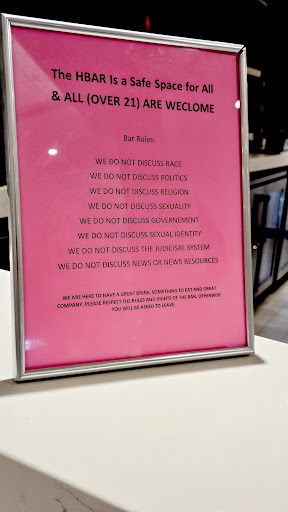 The HBAR Is a Safe Space for All
& ALL (OVER 21) ARE WECLOME
Bar Rules:
WE DO NOT DISCUSS RACE
WE DO NOT DISCUSS POLITICS
WE DO NOT DISCUSS RELIGION
WE DO NOT DISCUSS SEXUALITY
WE DO NOT DISCUSS GOVERNEMENT
WE DO NOT DISCUSS SEXUAL IDENTITY
WE DO NOT DISCUSS THE JUDICISAL SYSTEM
WE DO NOT DISCUSS NEWS OR NEWS RESOURCES
WE ARE HERE TO HAVE A GREAT DRINK, SOMETHING TO EAT AND GREAT
COMPANY. PLEASE RESPECT THE RULES AND RIGHTS OF THE BAR, OTHERWISE
YOU WILL BE ASKED TO LEAVE.